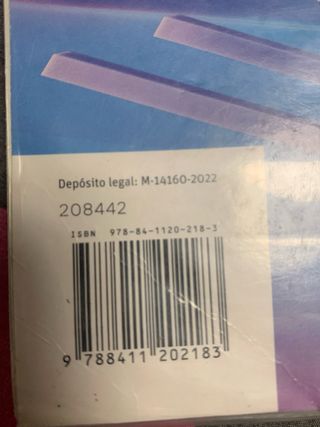 Depósito legal: M-14160-2022
208442
ISBN 978-84-1120-218-3
9 788411 202183